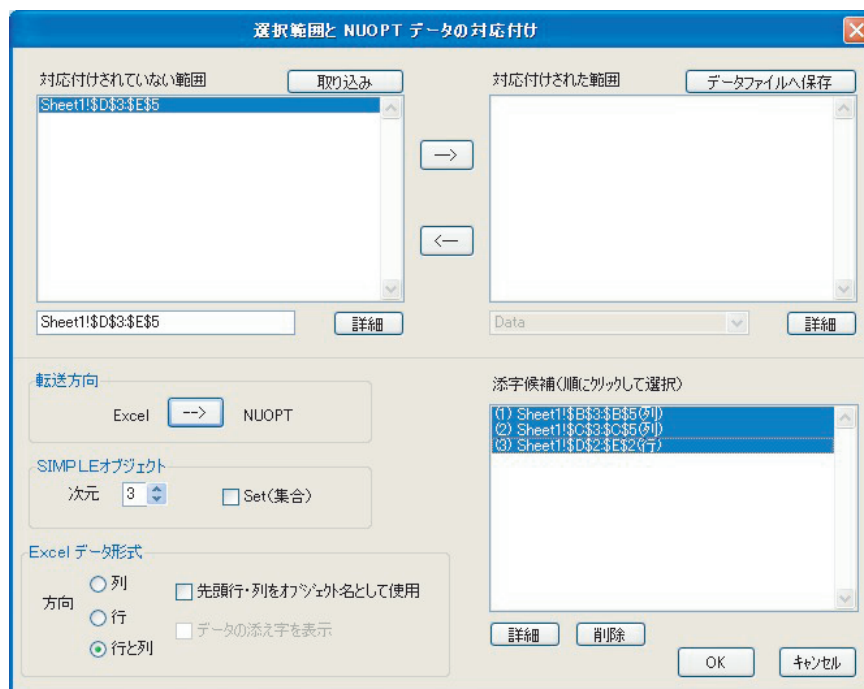 選択範囲と NUOPT データの対応付け
対応付けされていない範囲
取り込み
対応付けされた範囲
データファイルへ保存
Sheet1!$D$3:$E$5
-->
<--
Sheet1!$D$3:$E$5
詳細
Data
詳細
転送方向
Excel --> NUOPT
添字候補(順にクリックして選択)
(1) Sheet1!$B$3:$B$5(列)
(2) Sheet1!$C$3:$C$5(列)
(3) Sheet1!$D$2:$E$2(行)
SIMPLEオブジェクト
次元 3 Set(集合)
Excel データ形式
方向
列
行
行と列
先頭行・列をオブジェクト名として使用
データの添え字を表示
詳細
削除
OK
キャンセル